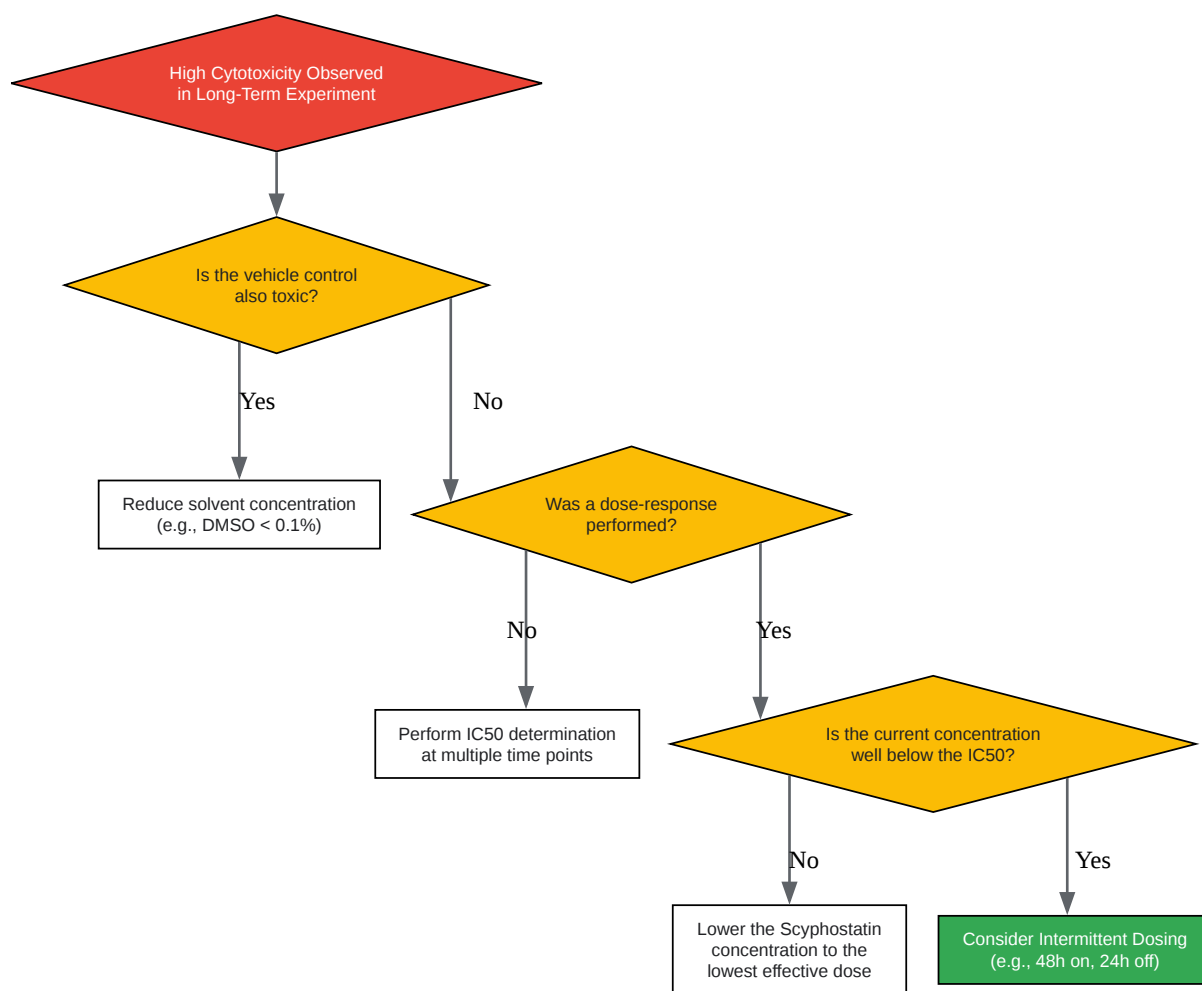 High Cytotoxicity Observed
in Long-Term Experiment
Is the vehicle control
also toxic?
Yes
No
Reduce solvent concentration
(e.g., DMSO < 0.1%)
Was a dose-response
performed?
No
Yes
Perform IC50 determination
at multiple time points
Is the current concentration
well below the IC50?
No
Yes
Lower the Scyphostatin
concentration to the
lowest effective dose
Consider Intermittent Dosing
(e.g., 48h on, 24h off)